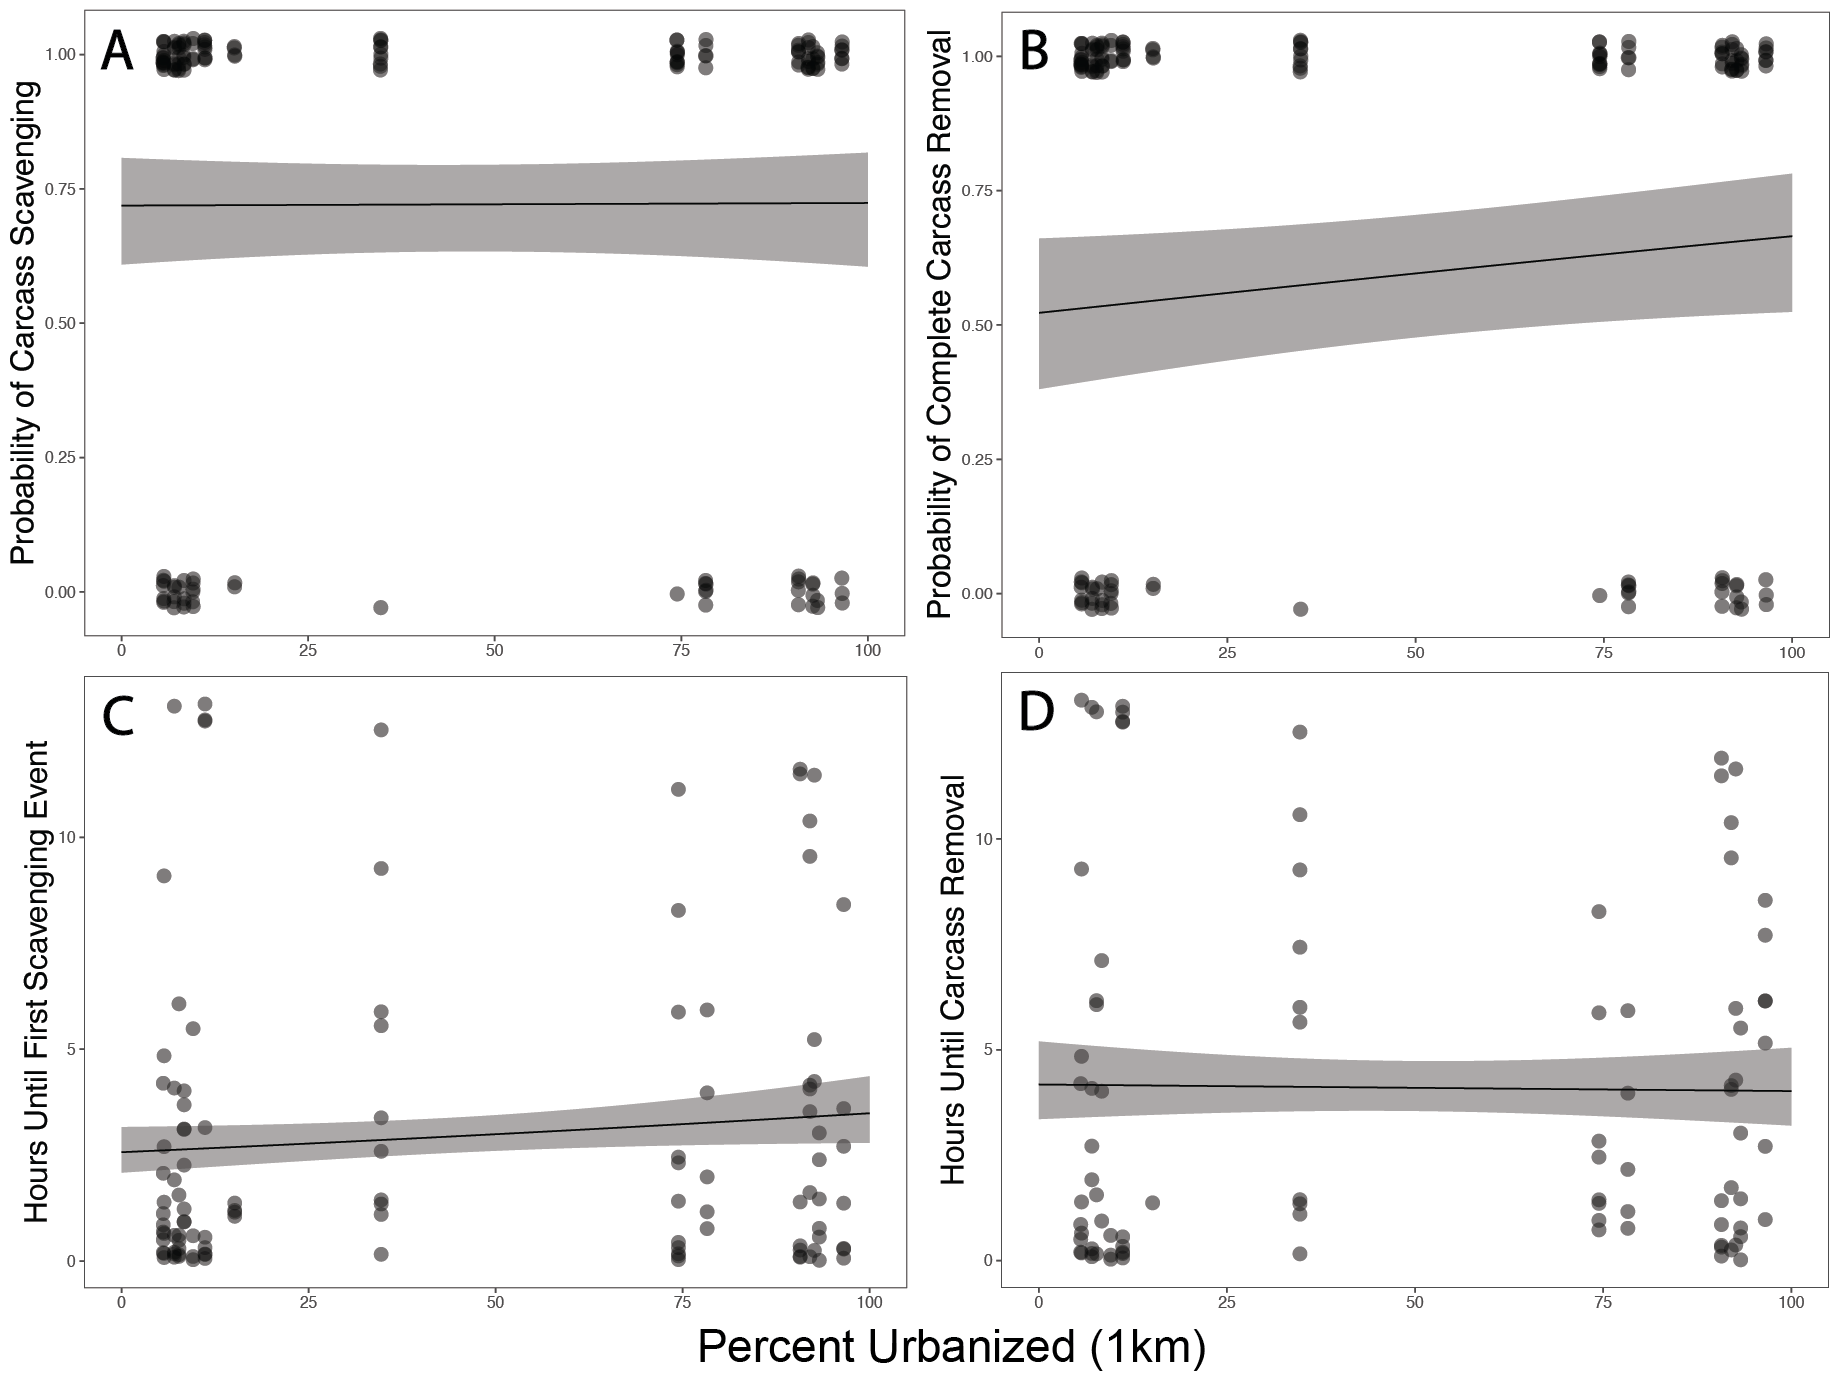 A
Probability of Carcass Scavenging
1.00
0.75
0.50
0.25
0.00
0 25 50 75 100
B
Probability of Complete Carcass Removal
1.00
0.75
0.50
0.25
0.00
0 25 50 75 100
C
Hours Until First Scavenging Event
10
5
0
0 25 50 75 100
D
Hours Until Carcass Removal
10
5
0
0 25 50 75 100
Percent Urbanized (1km)